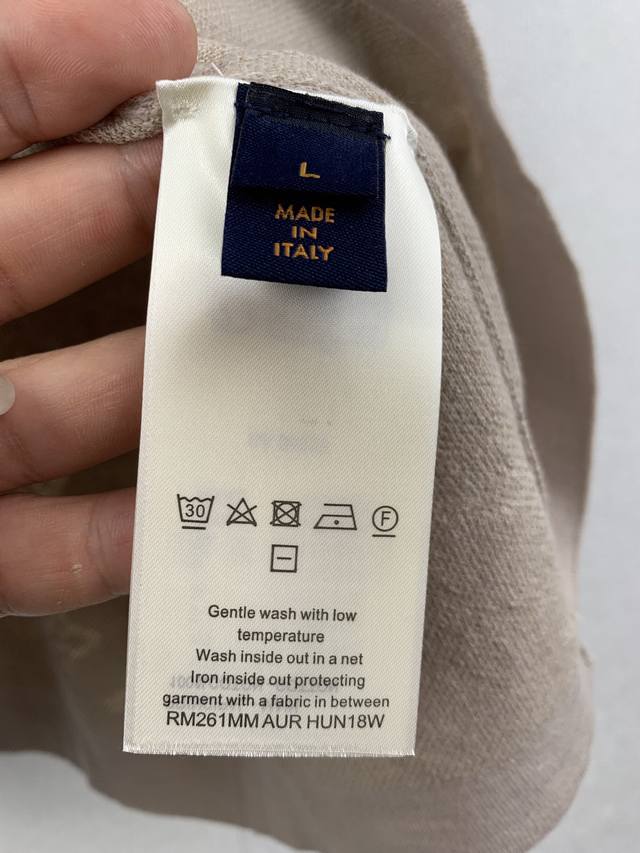 L
MADE
IN
ITALY
30
F
Gentle wash with low
temperature
Wash inside out in a net
Iron inside out protecting
garment with a fabric in between
RM261MM AUR HUN18W